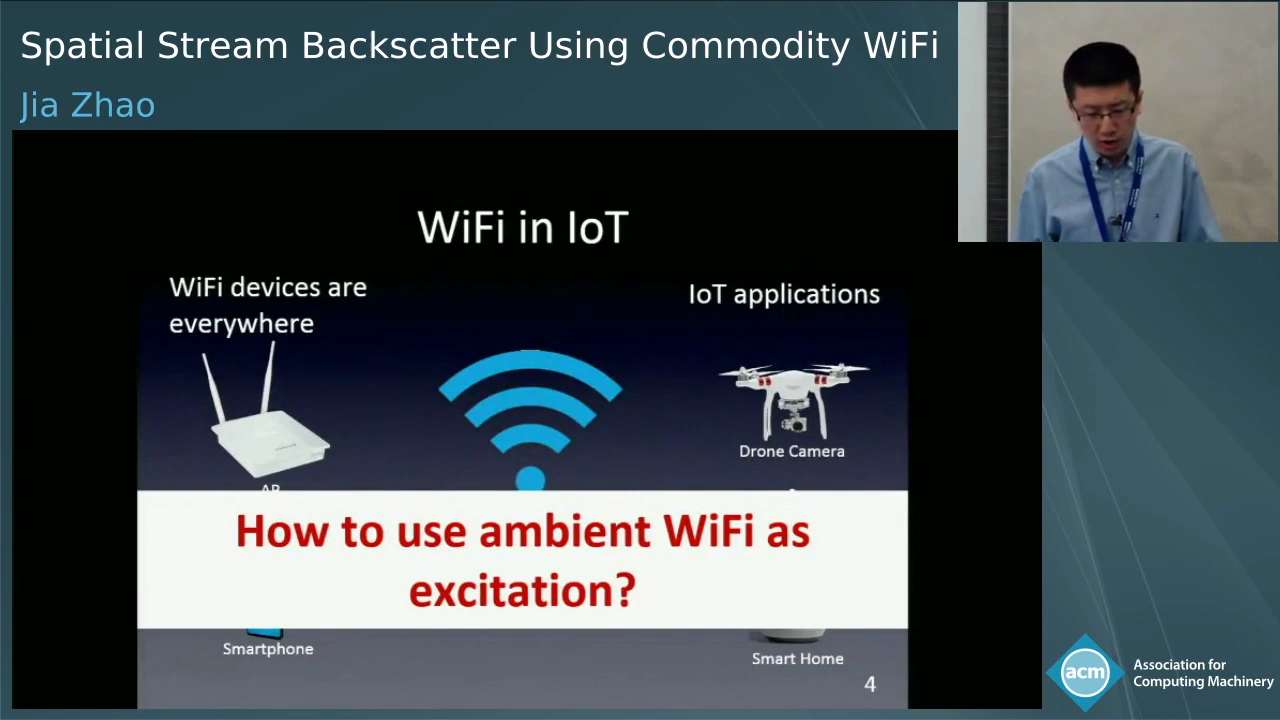 Spatial Stream Backscatter Using Commodity WiFi
Jia Zhao
WiFi in IoT
WiFi devices are
everywhere
IoT applications
Drone Camera
AP
How to use ambient WiFi as
excitation?
Smartphone
Smart Home
4
acm
Association for
Computing Machinery